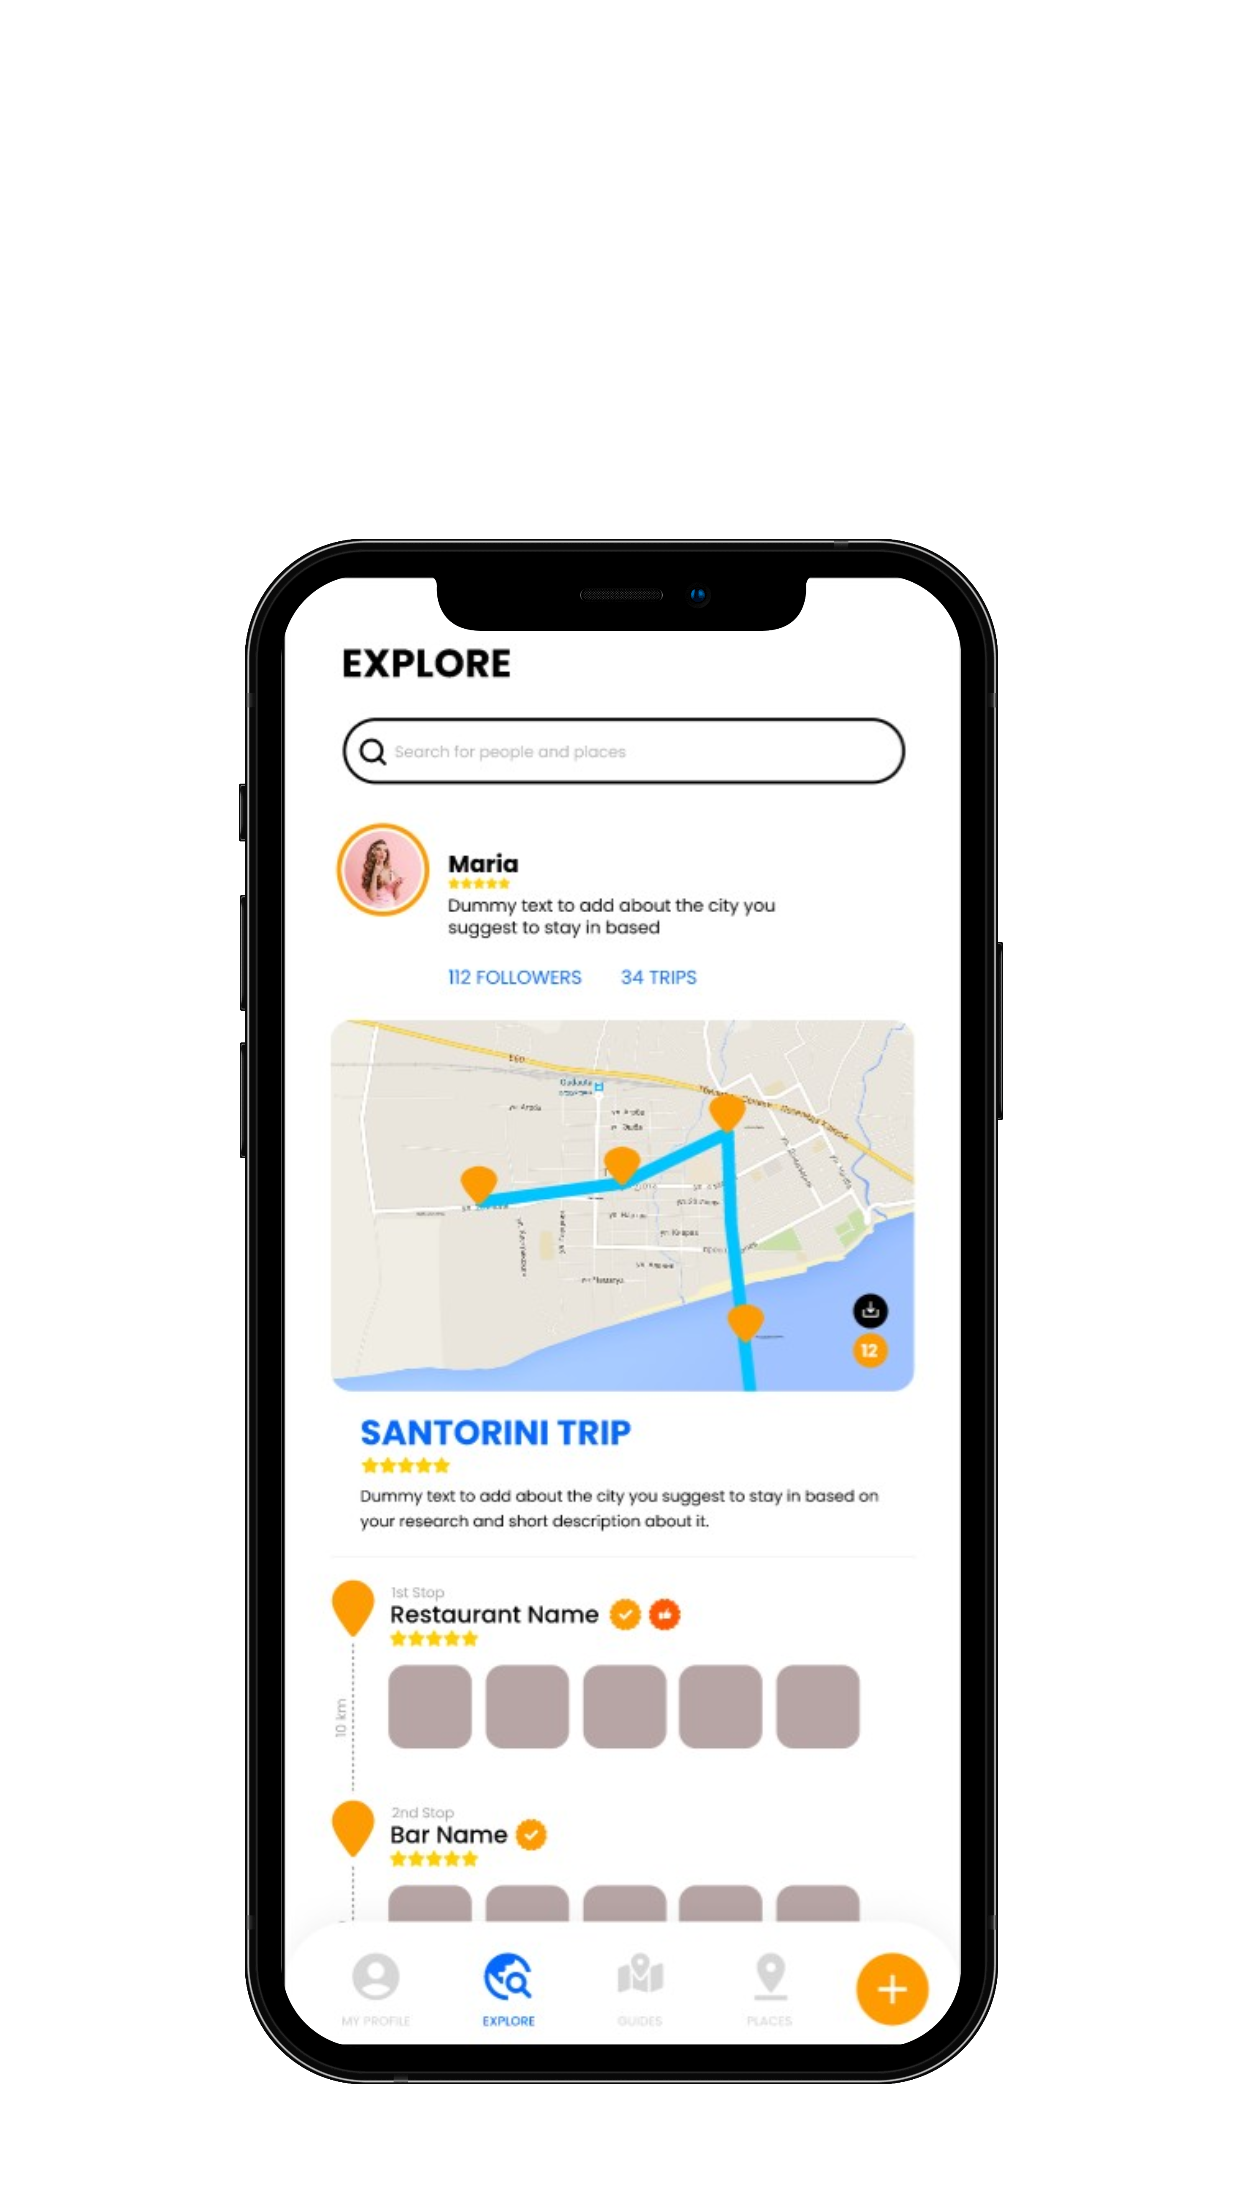 EXPLORE
Search for people and places
Maria
Dummy text to add about the city you
suggest to stay in based
112 FOLLOWERS
34 TRIPS
E60
Gudauta
12
SANTORINI TRIP
Dummy text to add about the city you suggest to stay in based on
your research and short description about it.
1st Stop
Restaurant Name
10 km
2nd Stop
Bar Name
MY PROFILE
EXPLORE
GUIDES
PLACES